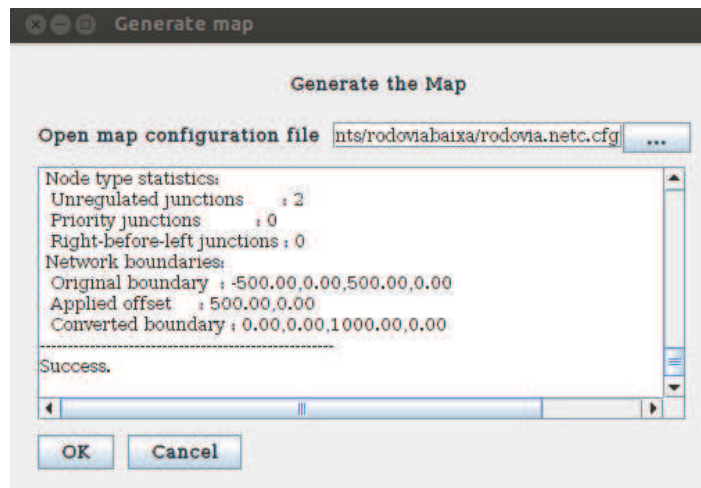 Generate map
Generate the Map
Open map configuration file nts/rodoviabaixa/rodovia.netc.cfg ...
Node type statistics:
Unregulated junctions : 2
Priority junctions : 0
Right-before-left junctions : 0
Network boundaries:
Original boundary : -500.00,0.00,500.00,0.00
Applied offset : 500.00,0.00
Converted boundary : 0.00,0.00,1000.00,0.00
-----------------------------------------------------
Success.
OK Cancel